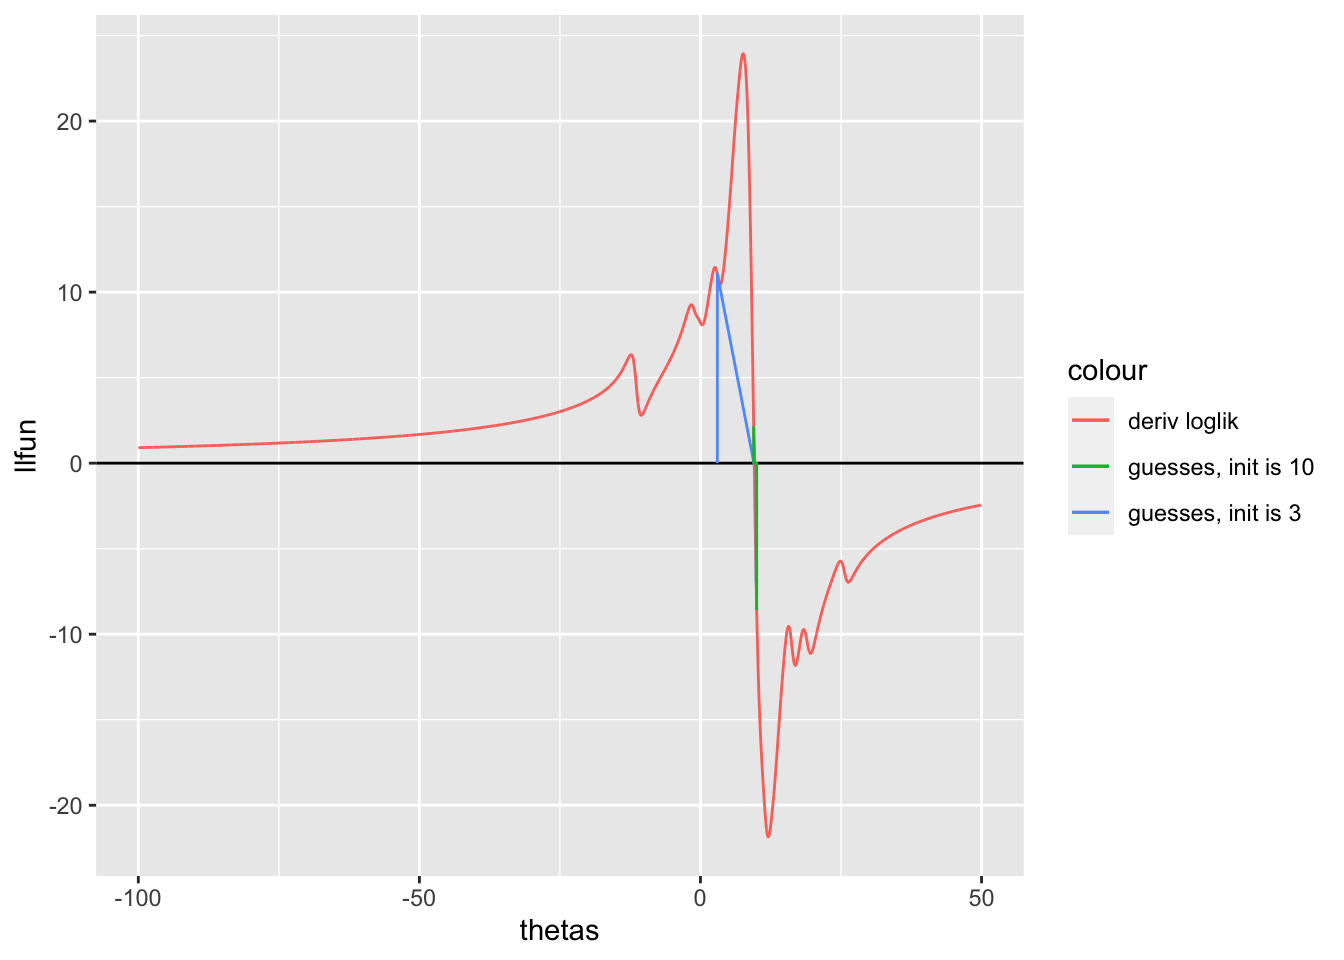 20
10
0
-10
-20
llfun
-100
-50
0
50
thetas
colour
deriv loglik
guesses, init is 10
guesses, init is 3